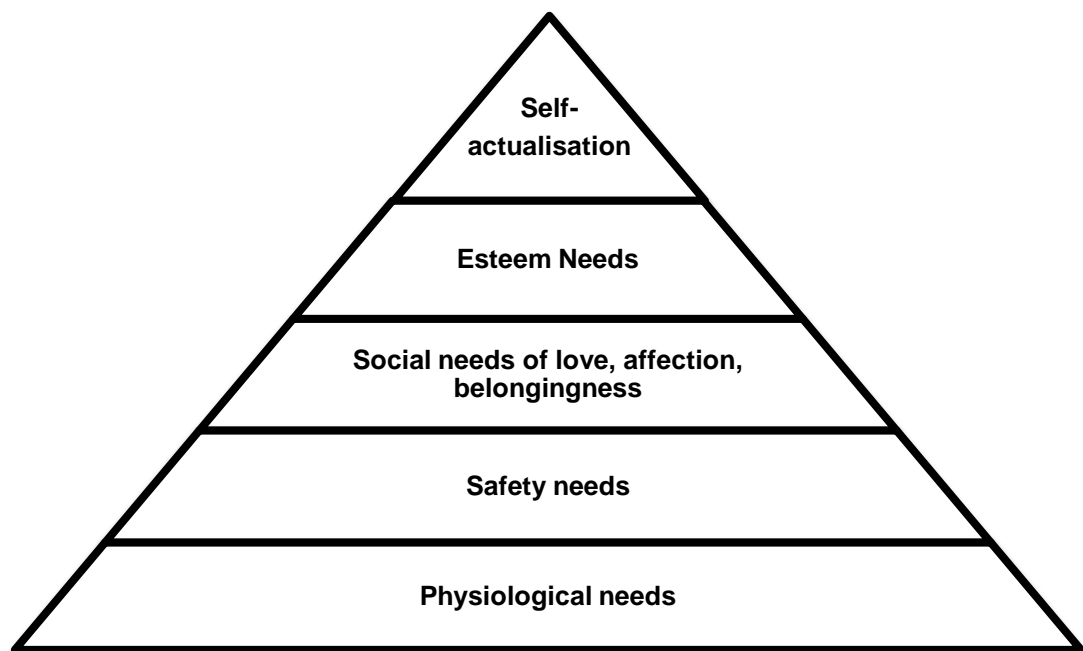 Self-
actualisation
Esteem Needs
Social needs of love, affection,
belongingness
Safety needs
Physiological needs